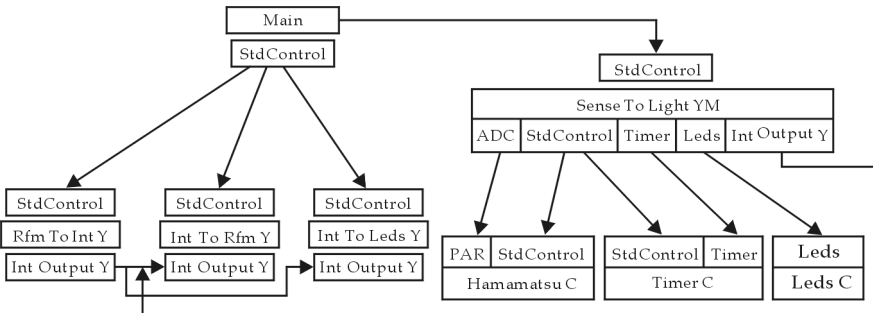 Main
StdControl
StdControl
Sense To Light YM
ADC StdControl Timer Leds Int Output Y
StdControl StdControl StdControl
Rfm To Int Y Int To Rfm Y Int To Leds Y
Int Output Y Int Output Y Int Output Y
PAR StdControl StdControl Timer Leds
Hamamatsu C Timer C Leds C